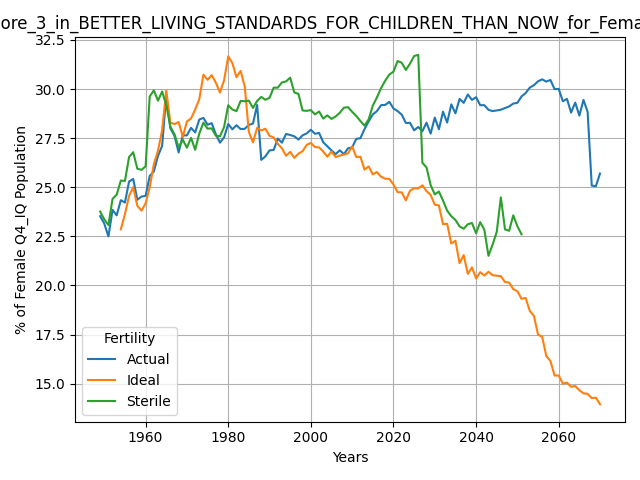 ore_3_in_BETTER_LIVING_STANDARDS_FOR_CHILDREN_THAN_NOW_for_Fema
32.5
30.0
27.5
25.0
22.5
20.0
17.5
15.0
% of Female Q4_IQ Population
Fertility
Actual
Ideal
Sterile
1960
1980
2000
2020
2040
2060
Years